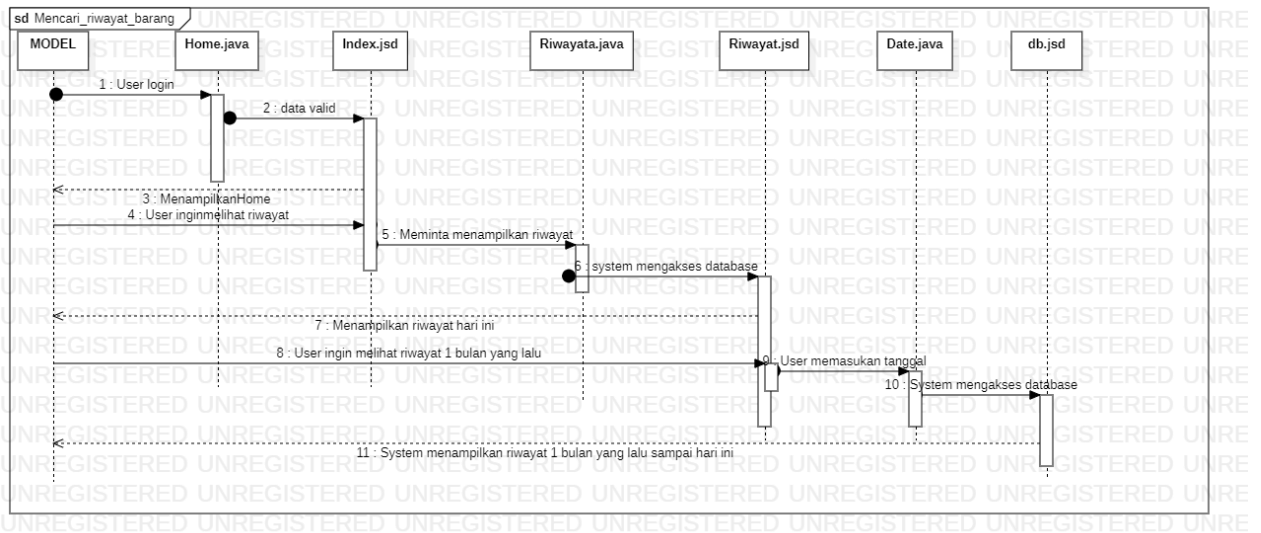 sd Mencari_riwayat_barang
MODEL Home.java Index.jsd Riwayata.java Riwayat.jsd Date.java db.jsd
1 : User login
2 : data valid
3 : MenampilkanHome
4 : User inginmelihat riwayat
5 : Meminta menampilkan riwayat
6 : system mengakses database
7 : Menampilkan riwayat hari ini
8 : User ingin melihat riwayat 1 bulan yang lalu
9 : User memasukan tanggal
10 : System mengakses database
11 : System menampilkan riwayat 1 bulan yang lalu sampai hari ini
UNREGISTERED